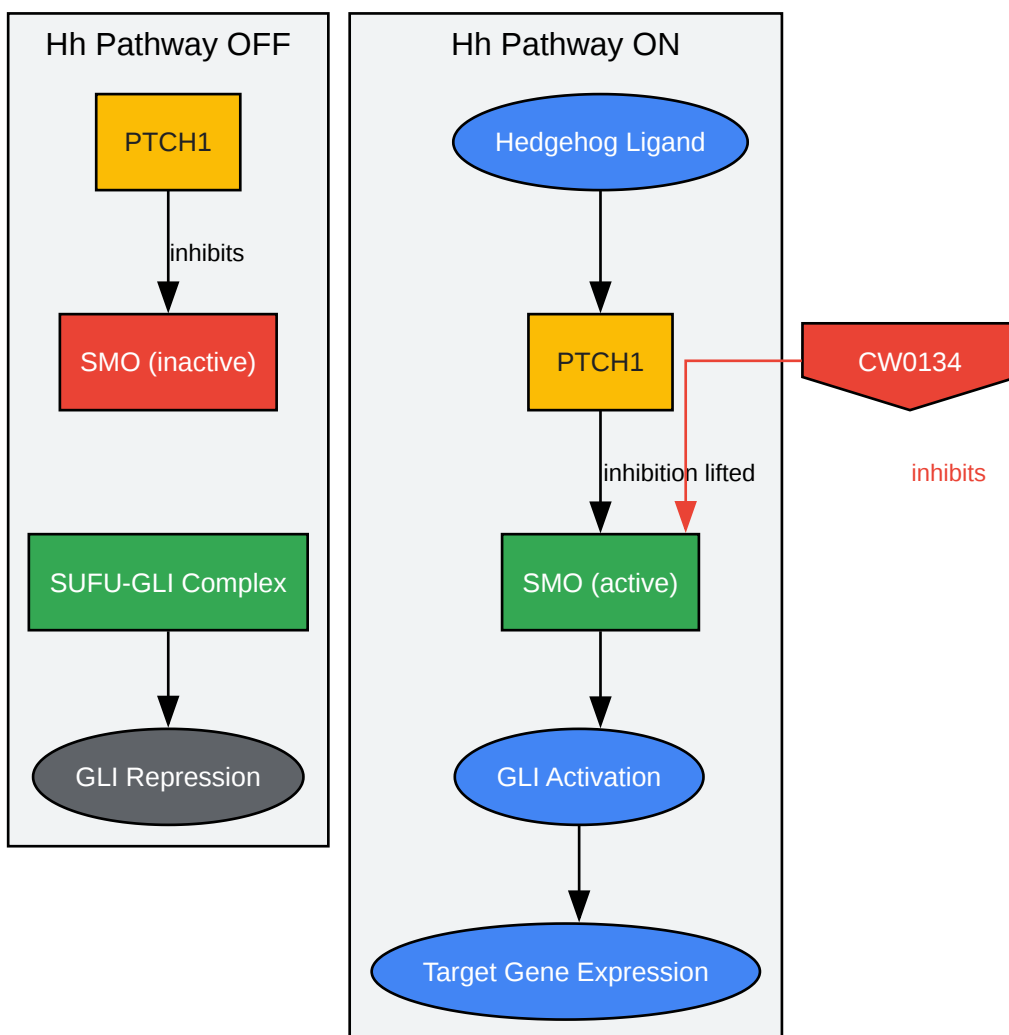 Hh Pathway OFF
PTCH1
inhibits
SMO (inactive)
SUFU-GLI Complex
GLI Repression
Hh Pathway ON
Hedgehog Ligand
PTCH1
CW0134
inhibition lifted
inhibits
SMO (active)
GLI Activation
Target Gene Expression